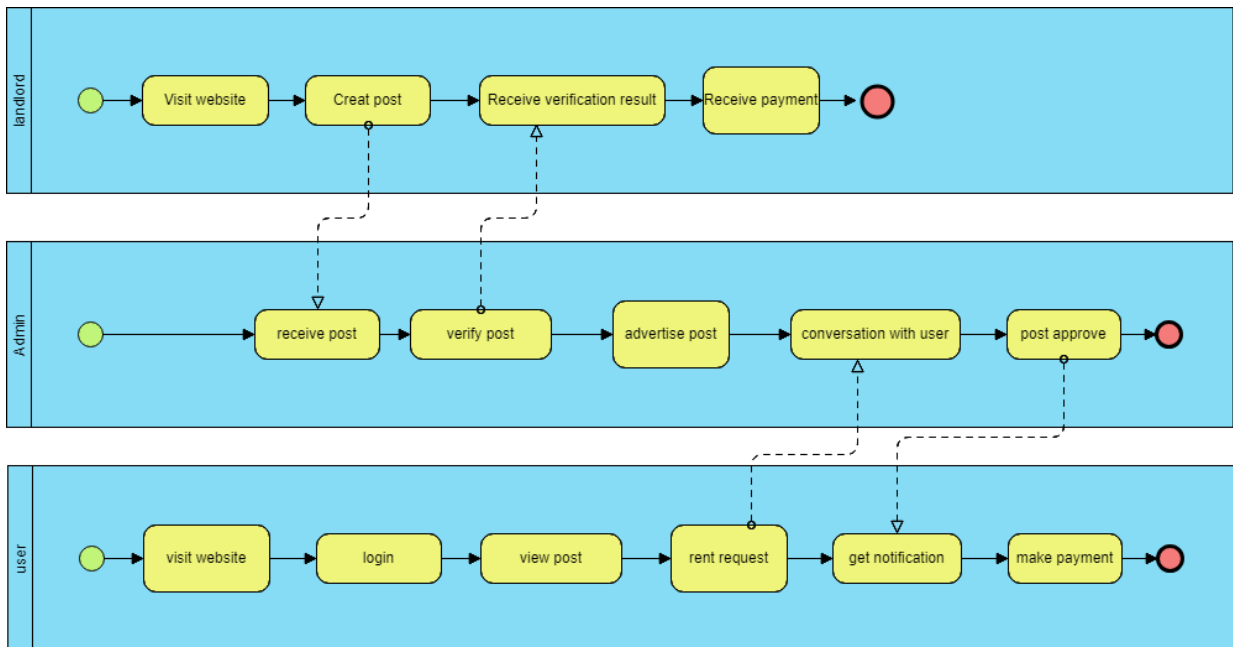 landlord
Visit website
Creat post
Receive verification result
Receive payment
Admin
receive post
verify post
advertise post
conversation with user
post approve
user
visit website
login
view post
rent request
get notification
make payment